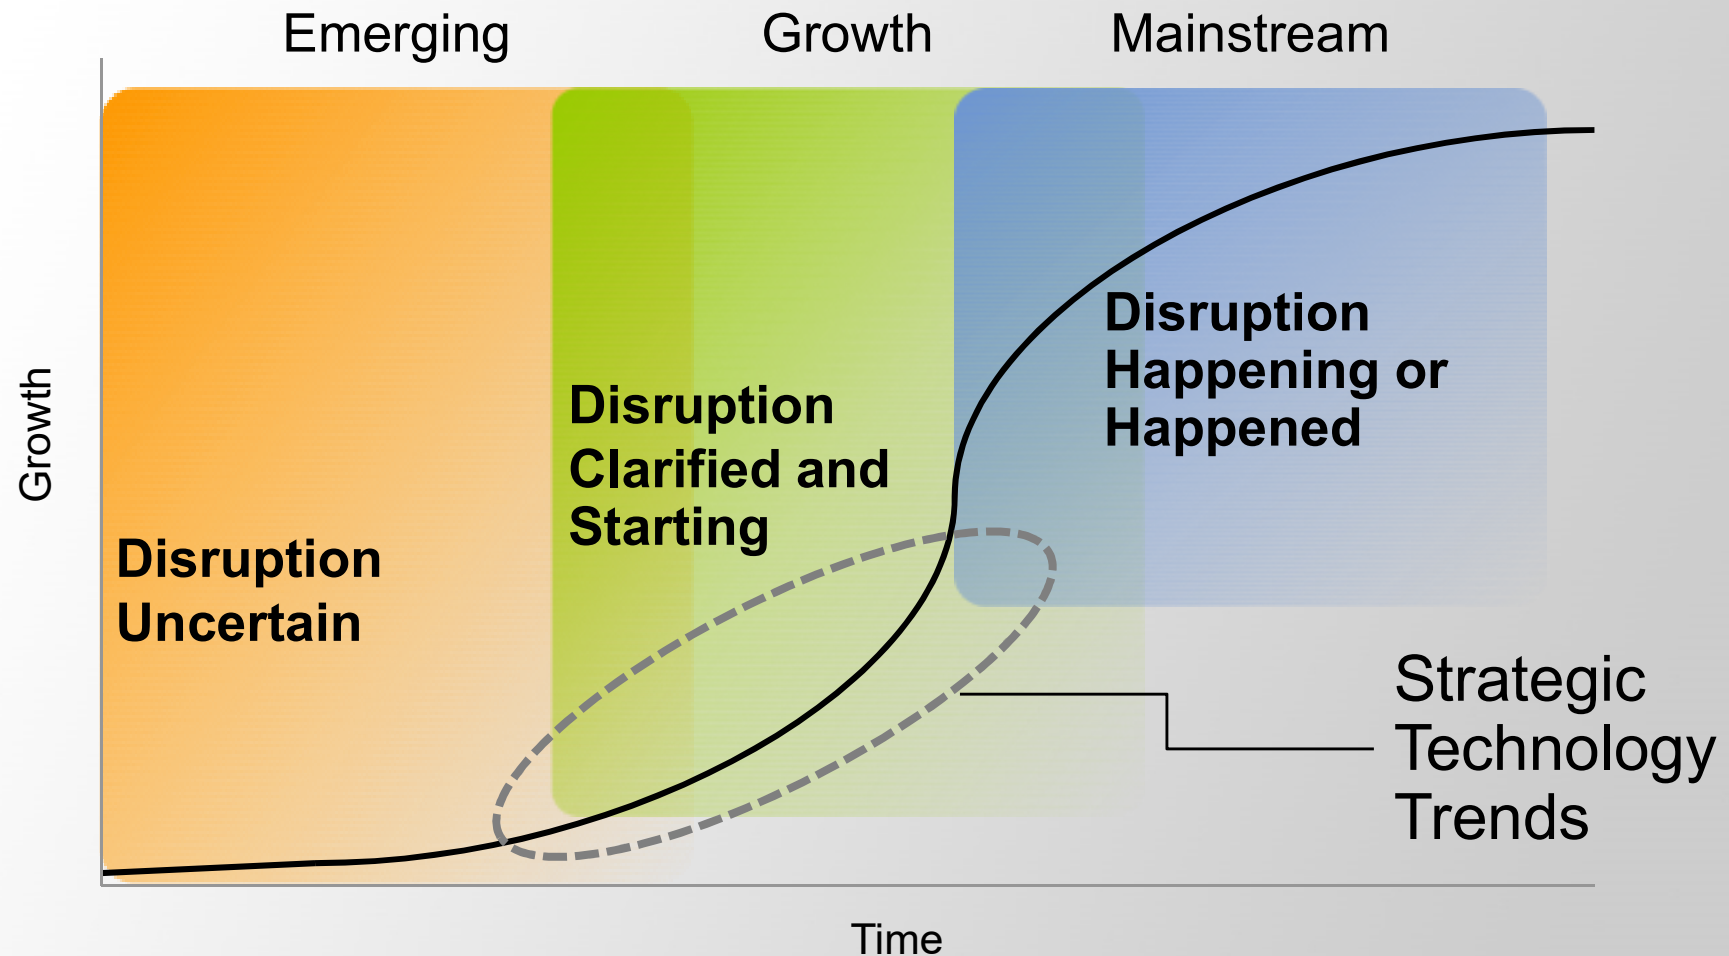 Emerging
Growth
Mainstream
Growth
Disruption
Uncertain
Disruption
Clarified and
Starting
Disruption
Happening or
Happened
Strategic
Technology
Trends
Time